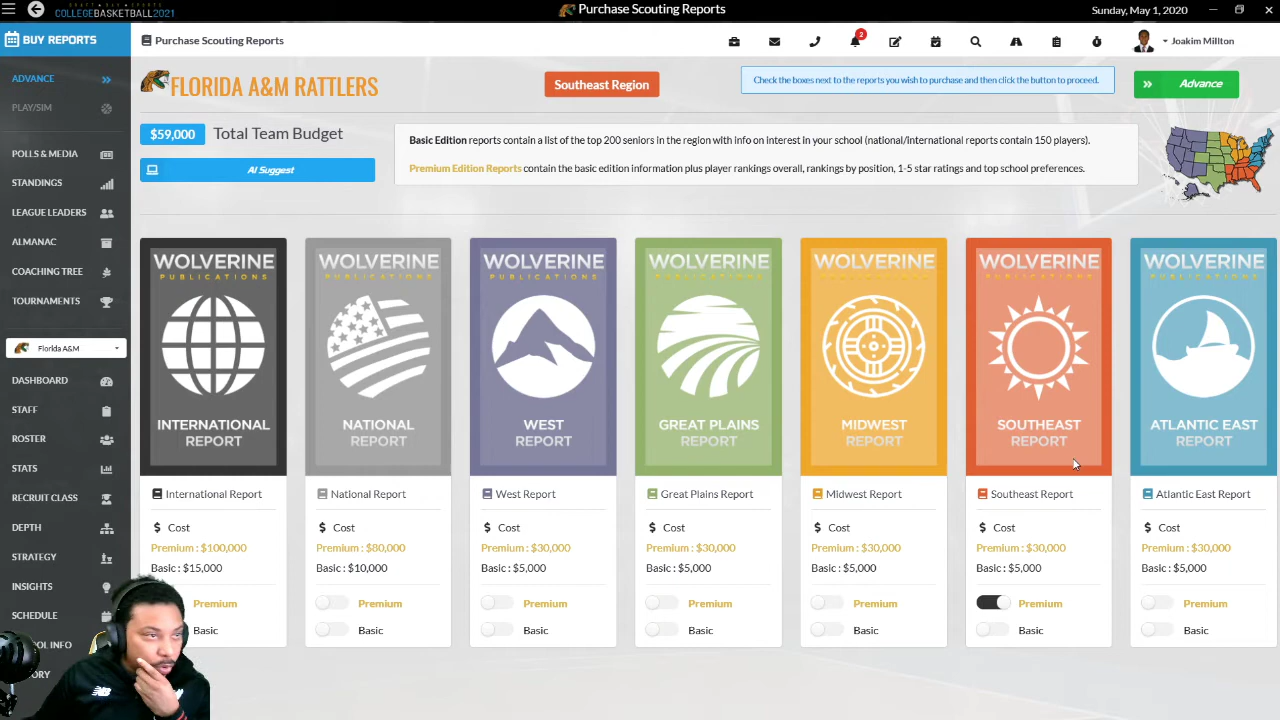 DRAFT DAY SPORTS
COLLEGE BASKETBALL 2021
Purchase Scouting Reports
Sunday, May 1, 2020
BUY REPORTS
Purchase Scouting Reports
2
Joakim Millton
ADVANCE
PLAY/SIM
POLLS & MEDIA
STANDINGS
LEAGUE LEADERS
ALMANAC
COACHING TREE
TOURNAMENTS
Florida A&M
DASHBOARD
STAFF
ROSTER
STATS
RECRUIT CLASS
DEPTH
STRATEGY
INSIGHTS
SCHEDULE
OL INFO
ORY
FLORIDA A&M RATTLERS
Southeast Region
Check the boxes next to the reports you wish to purchase and then click the button to proceed.
Advance
$59,000 Total Team Budget
AI Suggest
Basic Edition reports contain a list of the top 200 seniors in the region with info on interest in your school (national/international reports contain 150 players).
Premium Edition Reports contain the basic edition information plus player rankings overall, rankings by position, 1-5 star ratings and top school preferences.
WOLVERINE
PUBLICATIONS
INTERNATIONAL
REPORT
International Report
$ Cost
Premium : $100,000
Basic : $15,000
Premium
Basic
WOLVERINE
PUBLICATIONS
NATIONAL
REPORT
National Report
$ Cost
Premium : $80,000
Basic : $10,000
Premium
Basic
WOLVERINE
PUBLICATIONS
WEST
REPORT
West Report
$ Cost
Premium : $30,000
Basic : $5,000
Premium
Basic
WOLVERINE
PUBLICATIONS
GREAT PLAINS
REPORT
Great Plains Report
$ Cost
Premium : $30,000
Basic : $5,000
Premium
Basic
WOLVERINE
PUBLICATIONS
MIDWEST
REPORT
Midwest Report
$ Cost
Premium : $30,000
Basic : $5,000
Premium
Basic
WOLVERINE
PUBLICATIONS
SOUTHEAST
REPORT
Southeast Report
$ Cost
Premium : $30,000
Basic : $5,000
Premium
Basic
WOLVERINE
PUBLICATIONS
ATLANTIC EAST
REPORT
Atlantic East Report
$ Cost
Premium : $30,000
Basic : $5,000
Premium
Basic